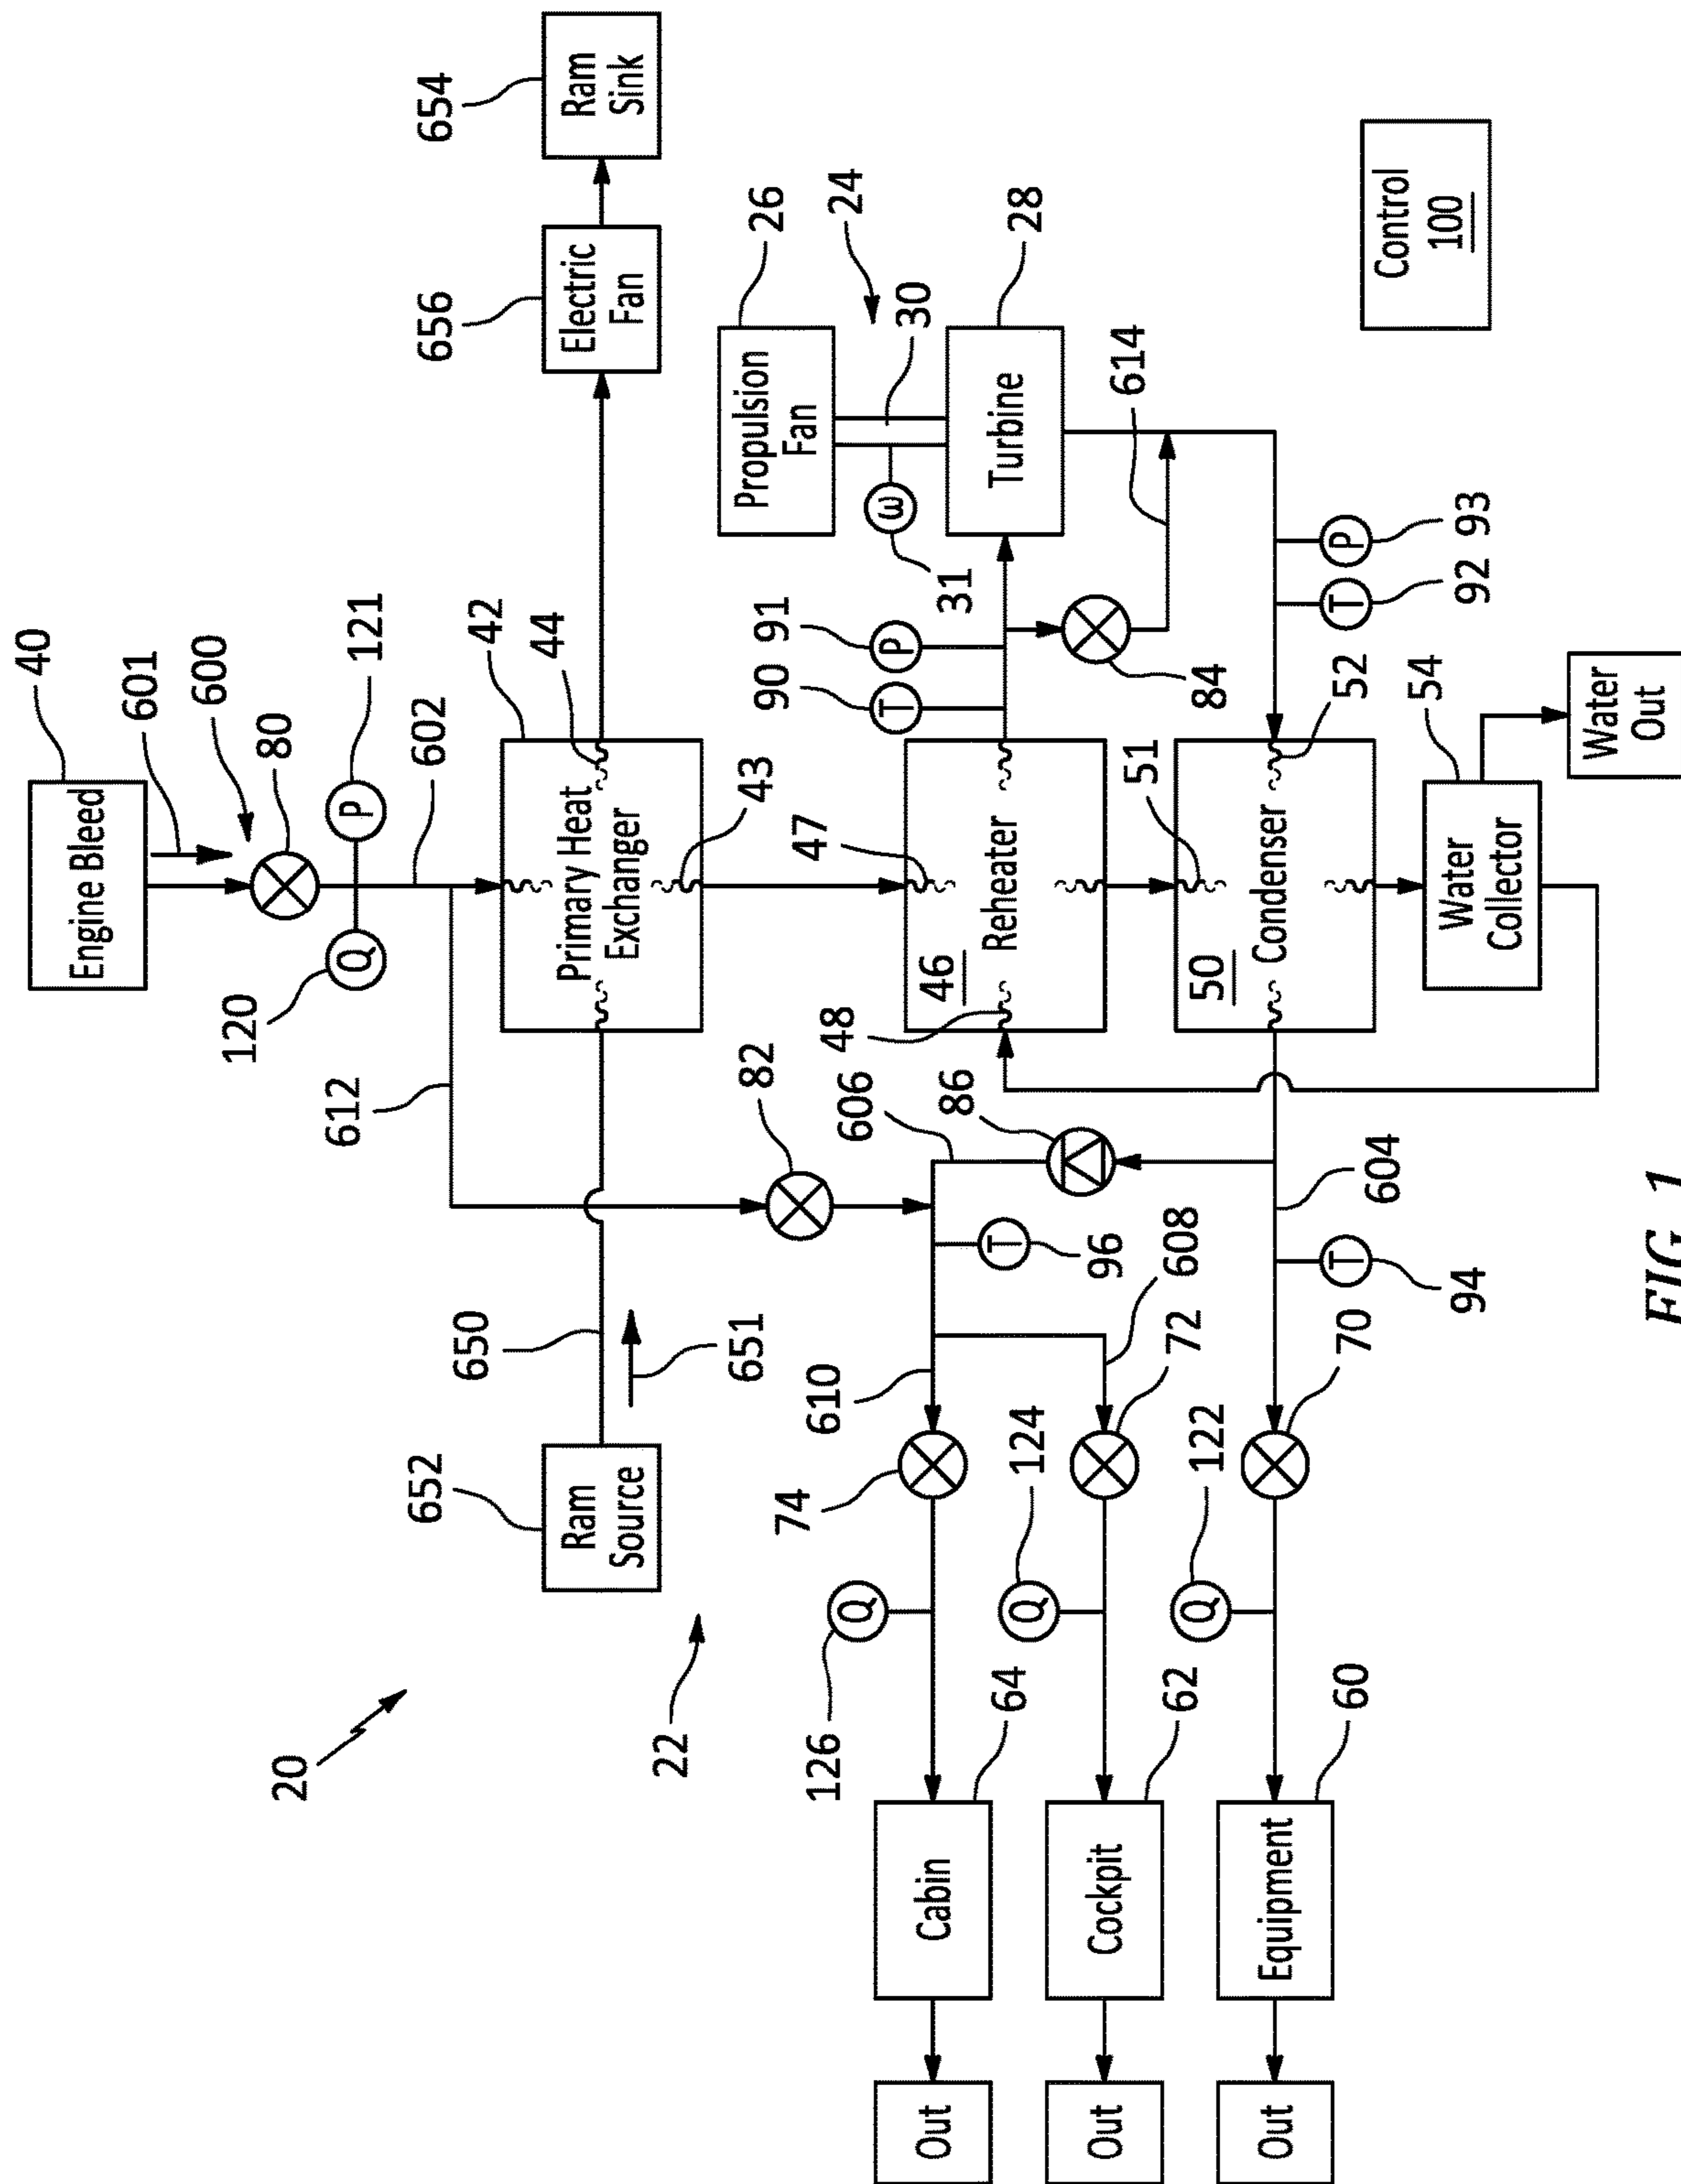 Engine Bleed
40
601
600
80
602
121
P
Q
120
612
20
652
Ram
Source
650
651
Primary Heat
Exchanger
42
44
43
656
Electric
Fan
654
Ram
Sink
22
82
126
Q
74
610
606
96
T
86
Cabin
64
Out
124
Q
72
608
Cockpit
62
Out
122
Q
70
94
T
604
Equipment
60
Out
48
46
Reheater
47
90
T
91
P
31
ω
Propulsion
Fan
26
24
30
Turbine
28
84
614
50
Condenser
51
52
92
T
93
P
Water
Collector
54
Water
Out
Control
100
FIG. 1